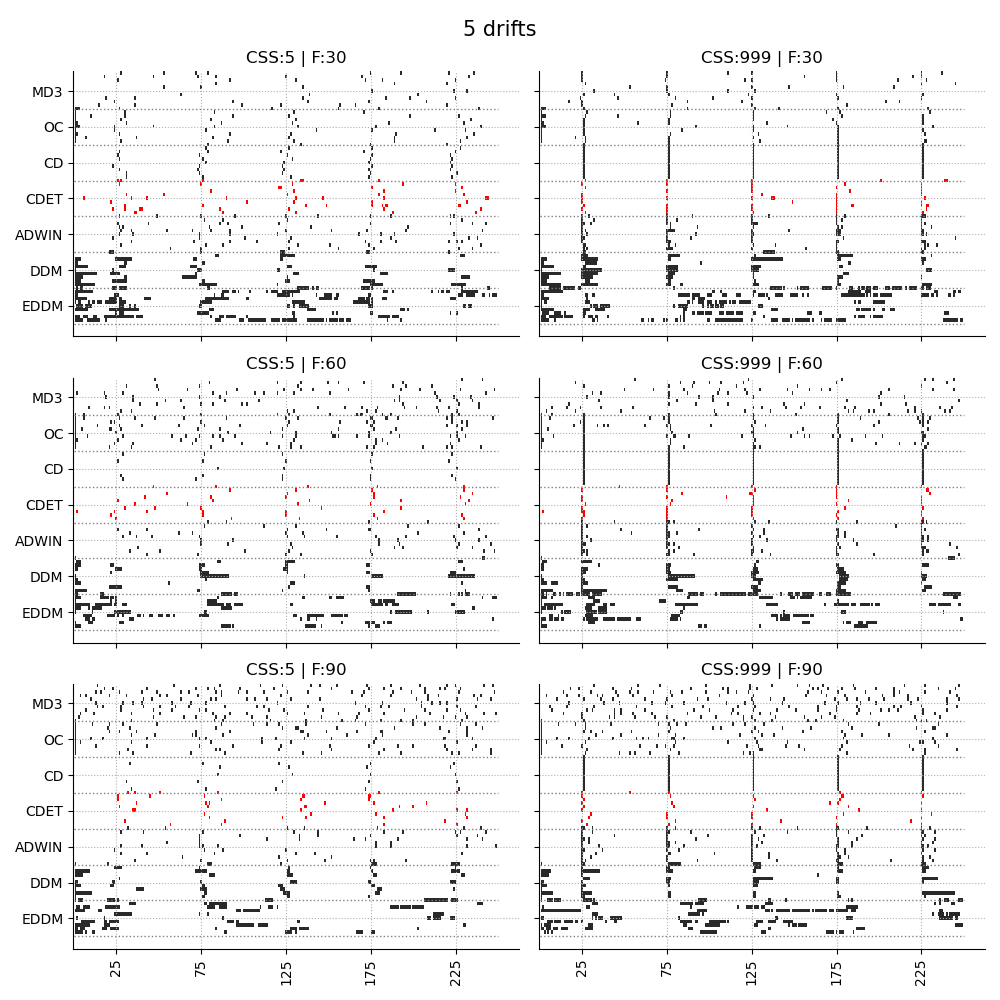 5 drifts
CSS:5 | F:30
CSS:999 | F:30
MD3
OC
CD
CDET
ADWIN
DDM
EDDM
CSS:5 | F:60
CSS:999 | F:60
MD3
OC
CD
CDET
ADWIN
DDM
EDDM
CSS:5 | F:90
CSS:999 | F:90
MD3
OC
CD
CDET
ADWIN
DDM
EDDM
25 75 125 175 225 25 75 125 175 225